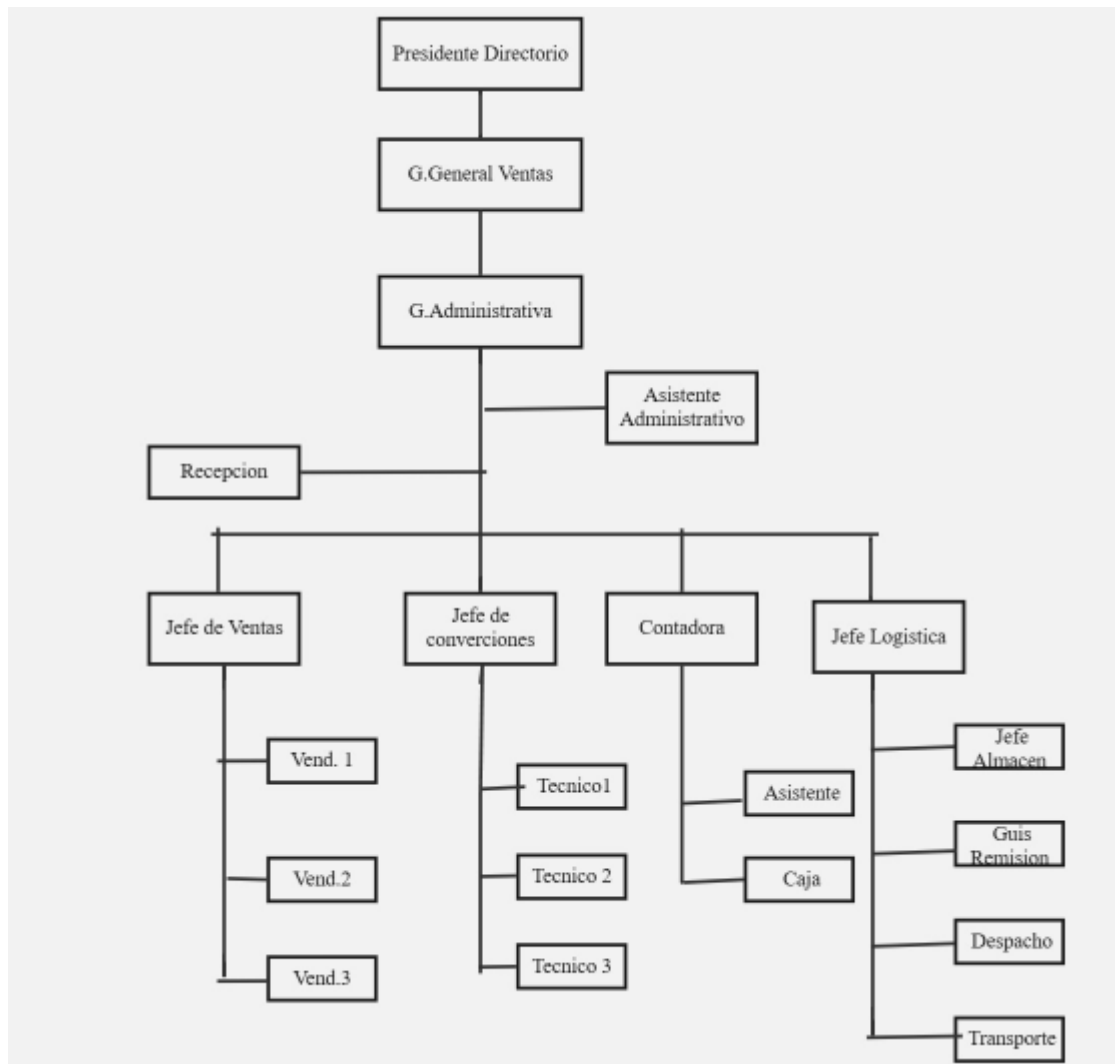 Presidente Directorio
G.General Ventas
G.Administrativa
Asistente
Administrativo
Recepcion
Jefe de Ventas
Jefe de
converciones
Contadora
Jefe Logistica
Vend. 1
Vend.2
Vend.3
Tecnico1
Tecnico 2
Tecnico 3
Asistente
Caja
Jefe
Almacen
Guis
Remision
Despacho
Transporte